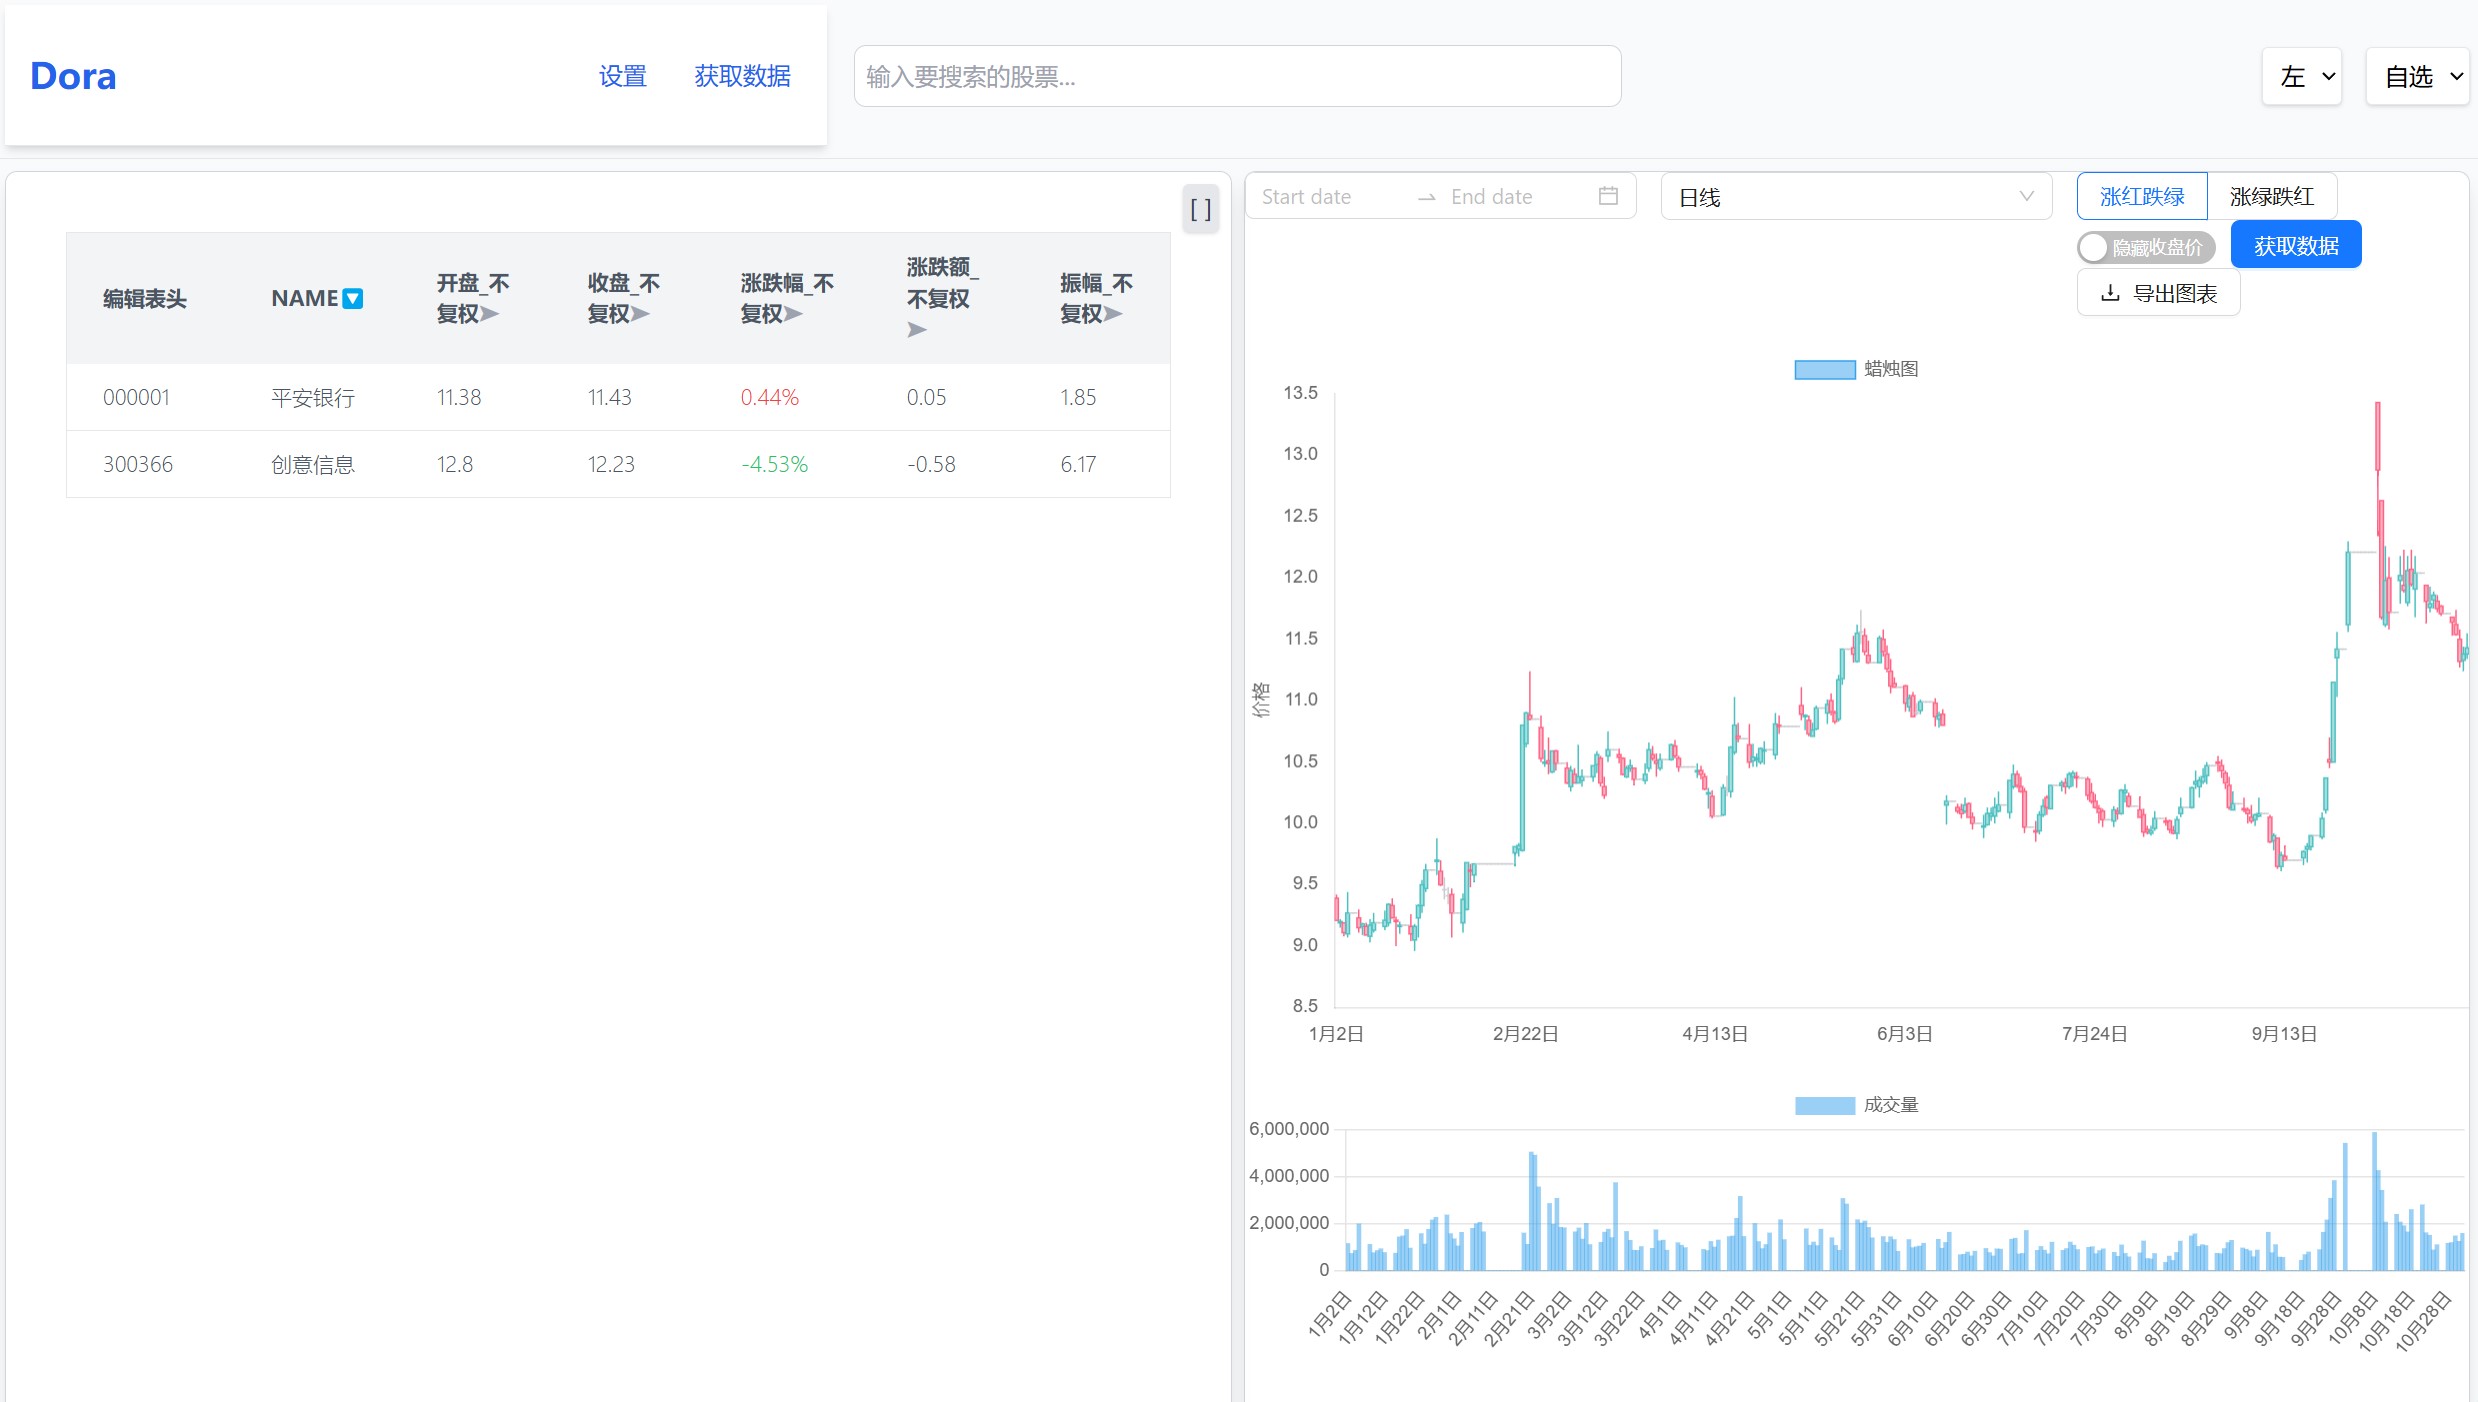 Dora
设置 获取数据
输入要搜索的股票...
左
自选
[ ]
编辑表头 NAME 开盘_不复权 收盘_不复权 涨跌幅_不复权 涨跌额_不复权 振幅_不复权
000001 平安银行 11.38 11.43 0.44% 0.05 1.85
300366 创意信息 12.8 12.23 -4.53% -0.58 6.17
Start date → End date
日线
涨红跌绿 涨绿跌红
隐藏收盘价 获取数据
导出图表
蜡烛图
13.5
13.0
12.5
12.0
11.5
11.0
10.5
10.0
9.5
9.0
8.5
价格
1月2日 2月22日 4月13日 6月3日 7月24日 9月13日
成交量
6,000,000
4,000,000
2,000,000
0
1月2日 1月12日 1月22日 2月1日 2月11日 2月21日 3月2日 3月12日 3月22日 4月1日 4月11日 4月21日 5月1日 5月11日 5月21日 5月31日 6月10日 6月20日 6月30日 7月10日 7月20日 7月30日 8月9日 8月19日 8月29日 9月8日 9月18日 9月28日 10月8日 10月18日 10月28日